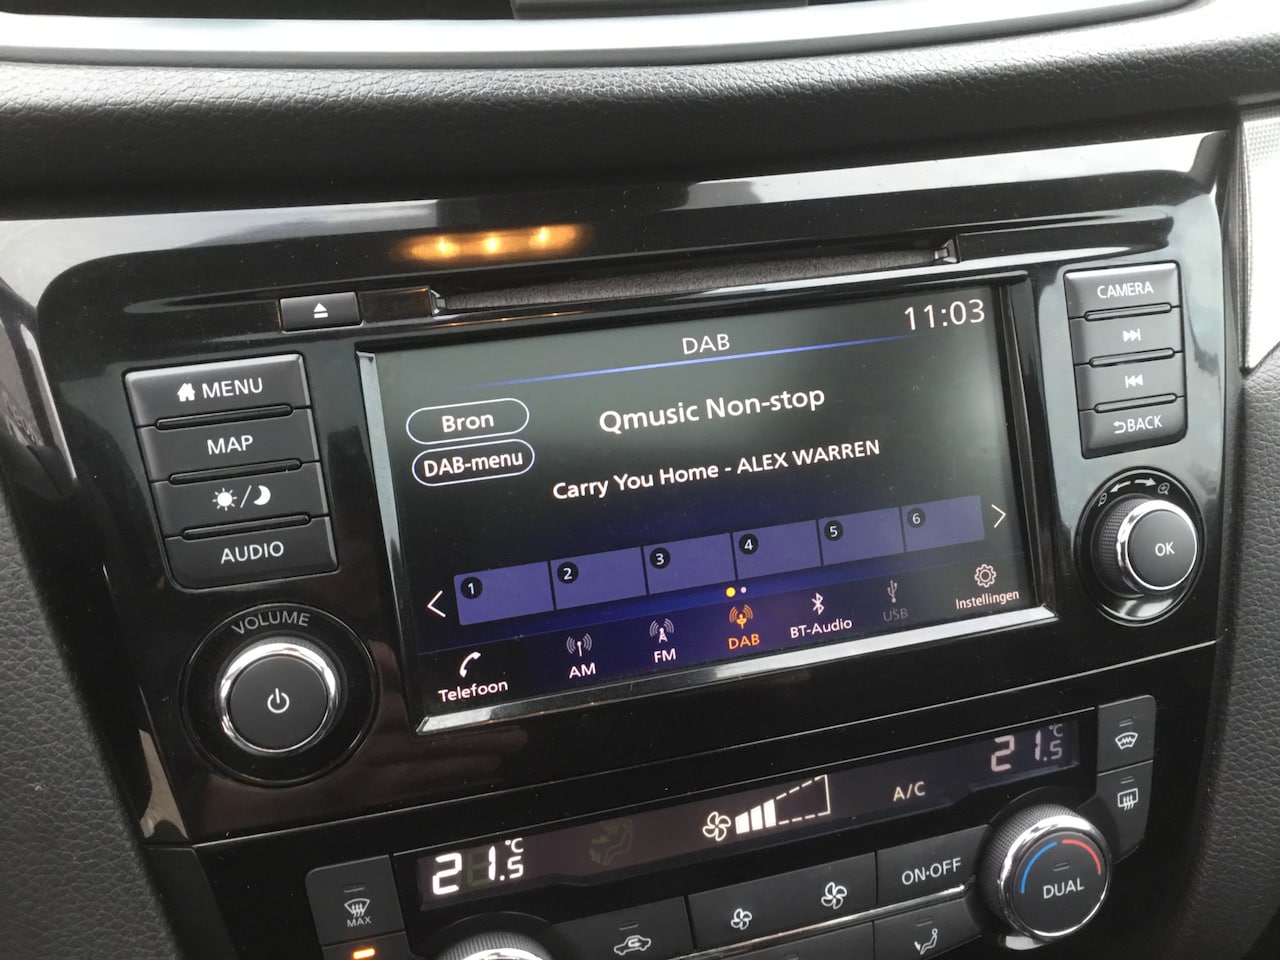 CAMERA
11:03
DAB
MENU
Bron
Qmusic Non-stop
MAP
DAB-menu
Carry You Home - ALEX WARREN
BACK
AUDIO
1
2
3
4
5
6
OK
VOLUME
Telefoon
AM
FM
DAB
BT-Audio
USB
Instellingen
21.5°C
A/C
21.5°C
MAX
ON·OFF
DUAL